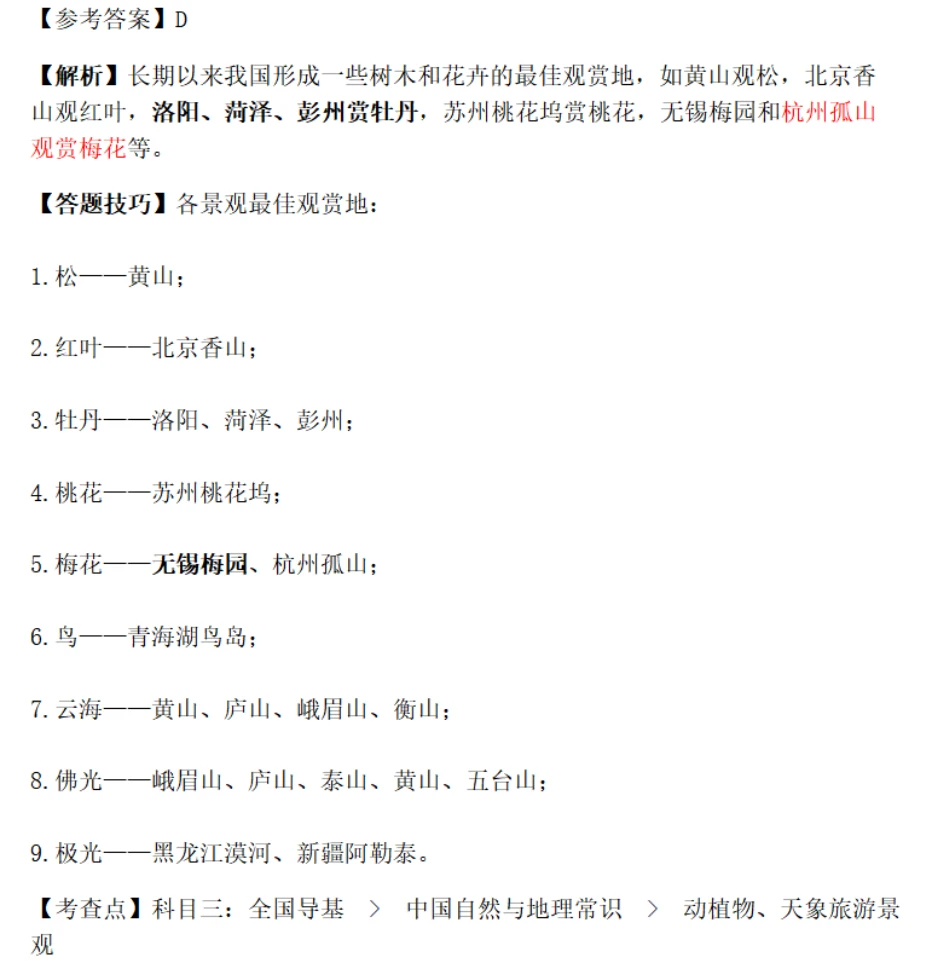 【参考答案】D
【解析】长期以来我国形成一些树木和花卉的最佳观赏地，如黄山观松，北京香
山观红叶，洛阳、菏泽、彭州赏牡丹，苏州桃花坞赏桃花，无锡梅园和杭州孤山
观赏梅花等。
【答题技巧】各景观最佳观赏地：
1.松——黄山；
2.红叶——北京香山；
3.牡丹——洛阳、菏泽、彭州；
4.桃花——苏州桃花坞；
5.梅花——无锡梅园、杭州孤山；
6.鸟——青海湖鸟岛；
7.云海——黄山、庐山、峨眉山、衡山；
8.佛光——峨眉山、庐山、泰山、黄山、五台山；
9.极光——黑龙江漠河、新疆阿勒泰。
【考查点】科目三：全国导基 > 中国自然与地理常识 > 动植物、天象旅游景
观